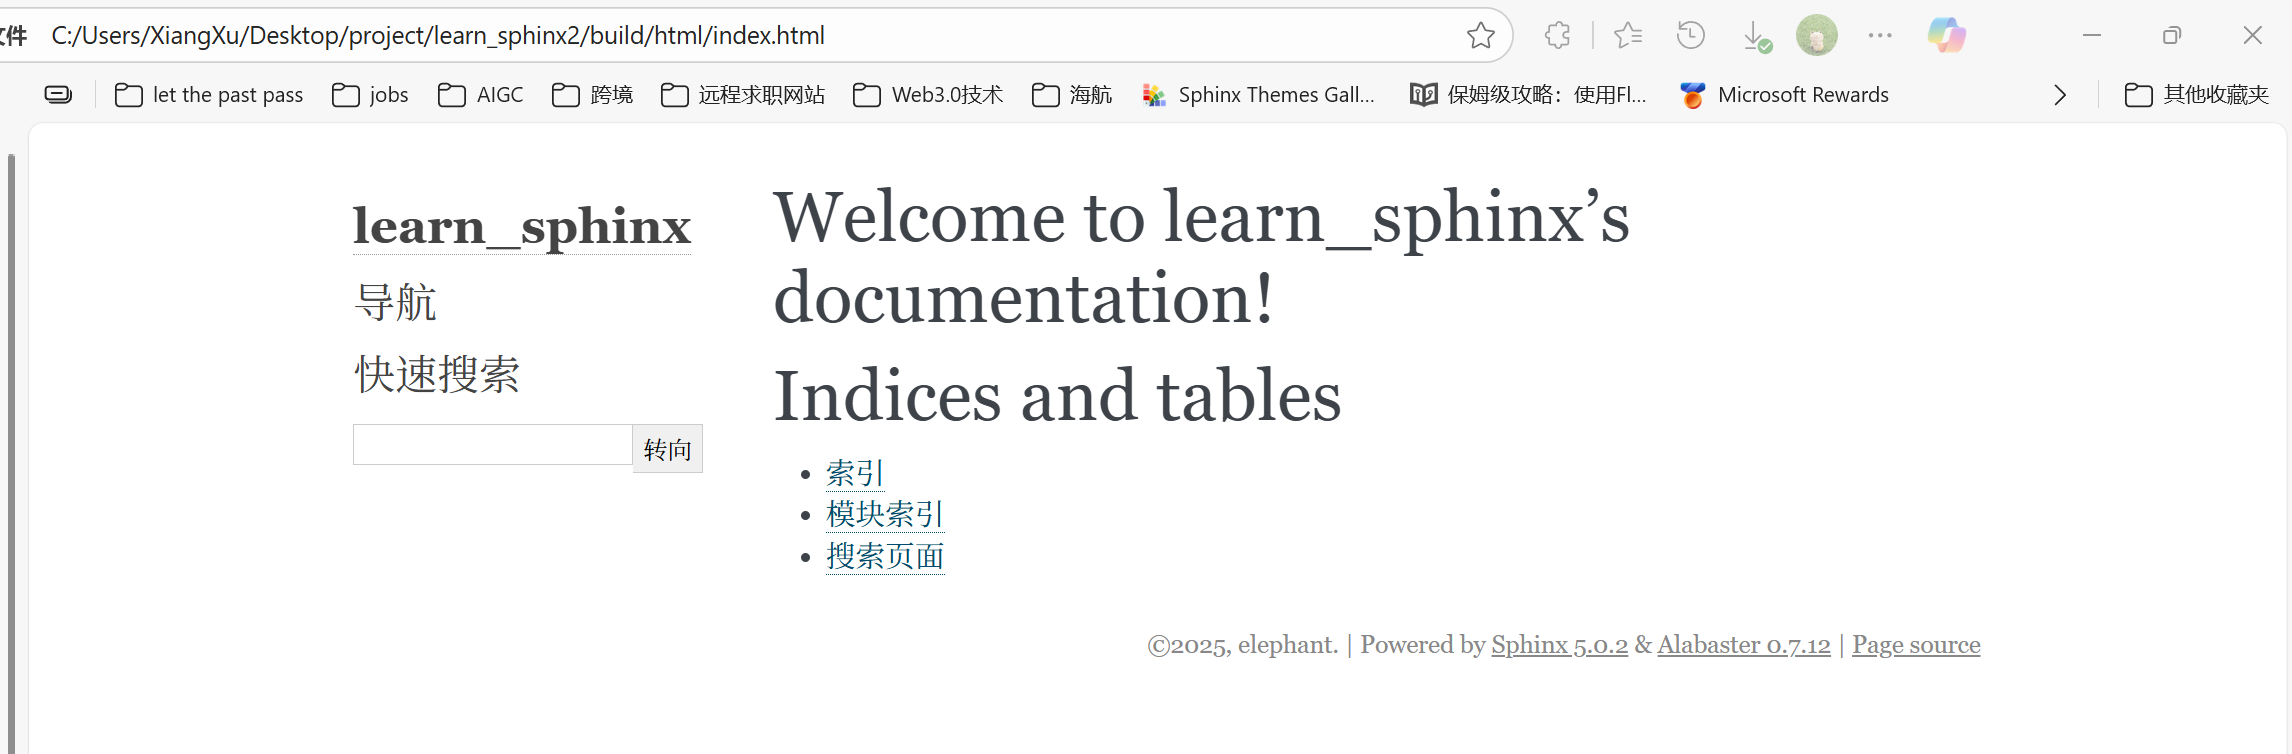 文件 C:/Users/XiangXu/Desktop/project/learn_sphinx2/build/html/index.html
let the past pass jobs AIGC 跨境 远程求职网站 Web3.0技术 海航 Sphinx Themes Gall... 保姆级攻略：使用Fl... Microsoft Rewards 其他收藏夹
learn_sphinx
导航
快速搜索
转向
Welcome to learn_sphinx’s
documentation!
Indices and tables
索引
模块索引
搜索页面
©2025, elephant. | Powered by Sphinx 5.0.2 & Alabaster 0.7.12 | Page source